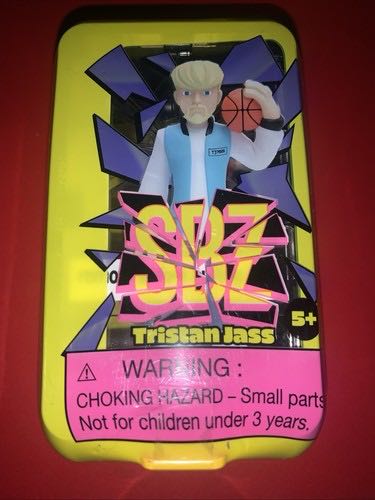 SBZ
5+
Tristan Jass
WARNING :
CHOKING HAZARD – Small parts
Not for children under 3 years.